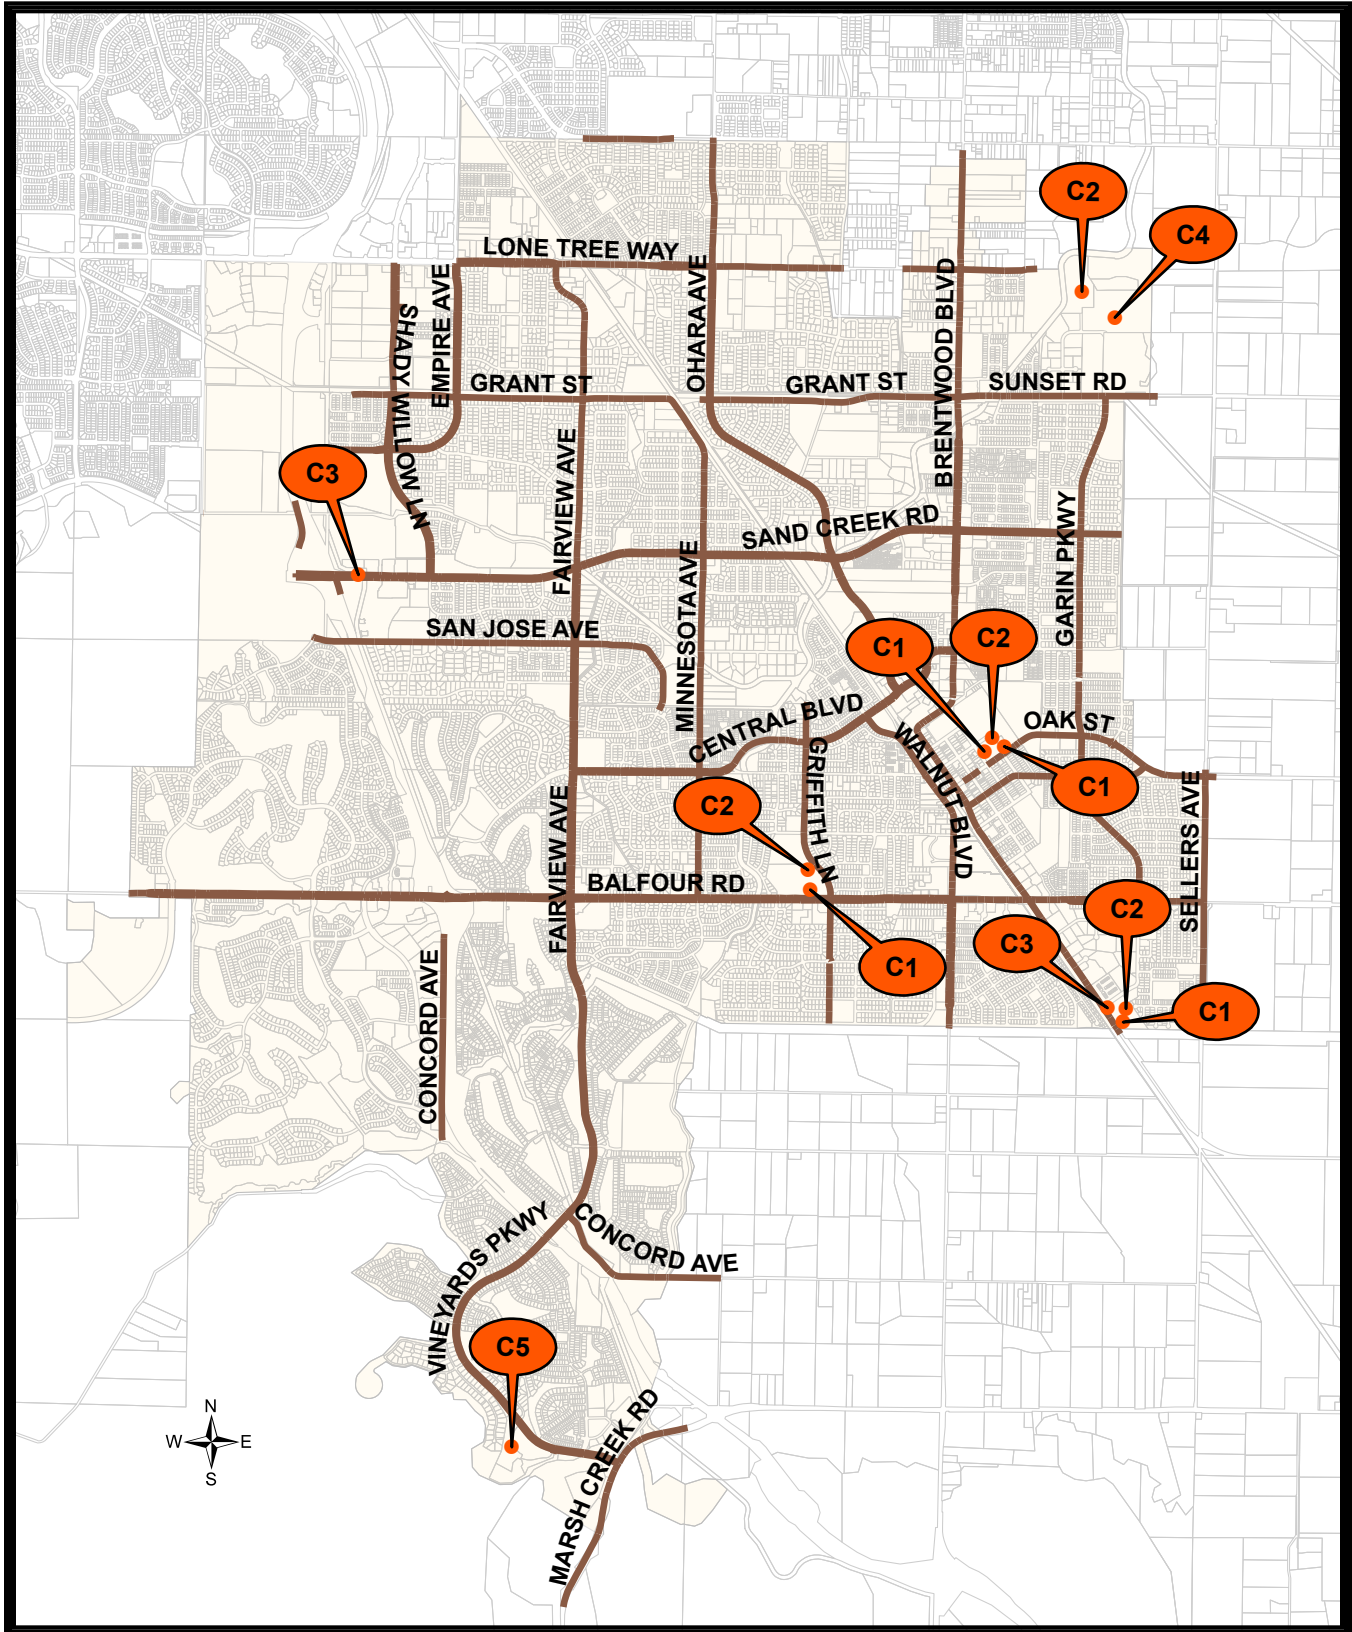 C2
C4
LONE TREE WAY
OHARA AVE
BRENTWOOD BLVD
SHADY WILLOW LN
EMPIRE AVE
GRANT ST
GRANT ST
SUNSET RD
C3
FAIRVIEW AVE
SAND CREEK RD
GARIN PKWY
MINNESOTA AVE
SAN JOSE AVE
C1
C2
CENTRAL BLVD
OAK ST
WALNUT BLVD
GRIFFITH LN
C1
C2
SELLERS AVE
FAIRVIEW AVE
BALFOUR RD
C2
C3
C1
C1
CONCORD AVE
VINEYARDS PKWY
CONCORD AVE
C5
MARSH CREEK RD
N
W
E
S